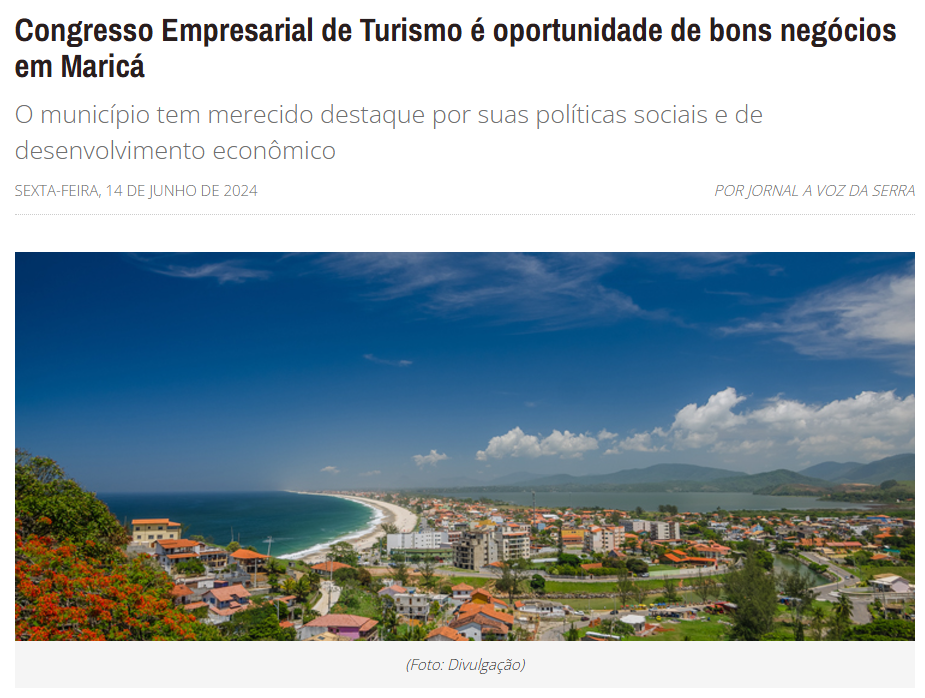 Congresso Empresarial de Turismo é oportunidade de bons negócios
em Maricá
O município tem merecido destaque por suas políticas sociais e de
desenvolvimento econômico
SEXTA-FEIRA, 14 DE JUNHO DE 2024
POR JORNAL A VOZ DA SERRA
(Foto: Divulgação)